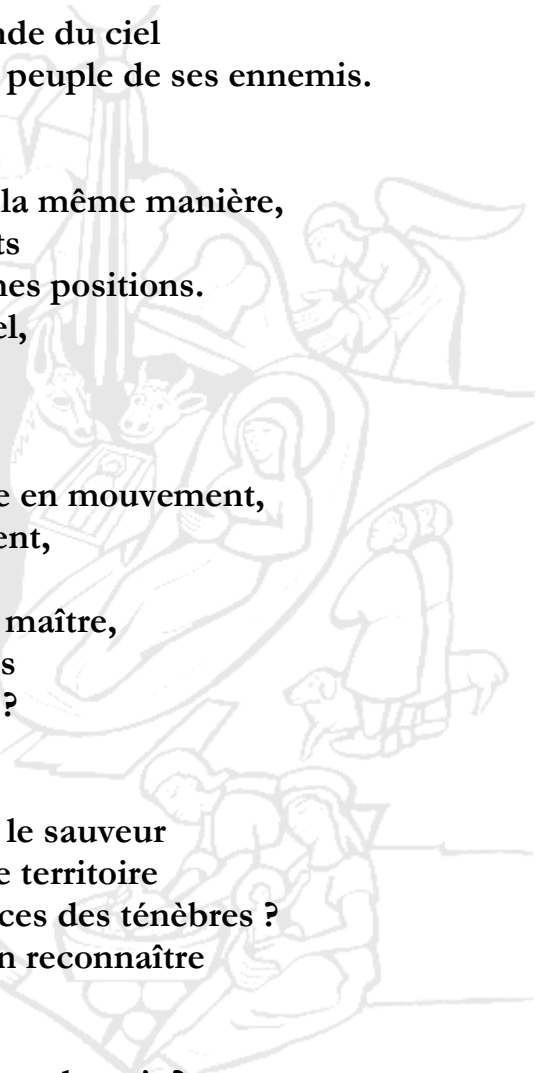 nde du ciel
peuple de ses ennemis.
la même manière,
ts
nes positions.
el,
e en mouvement,
ent,
maître,
s
?
le sauveur
e territoire
ces des ténèbres ?
n reconnaître